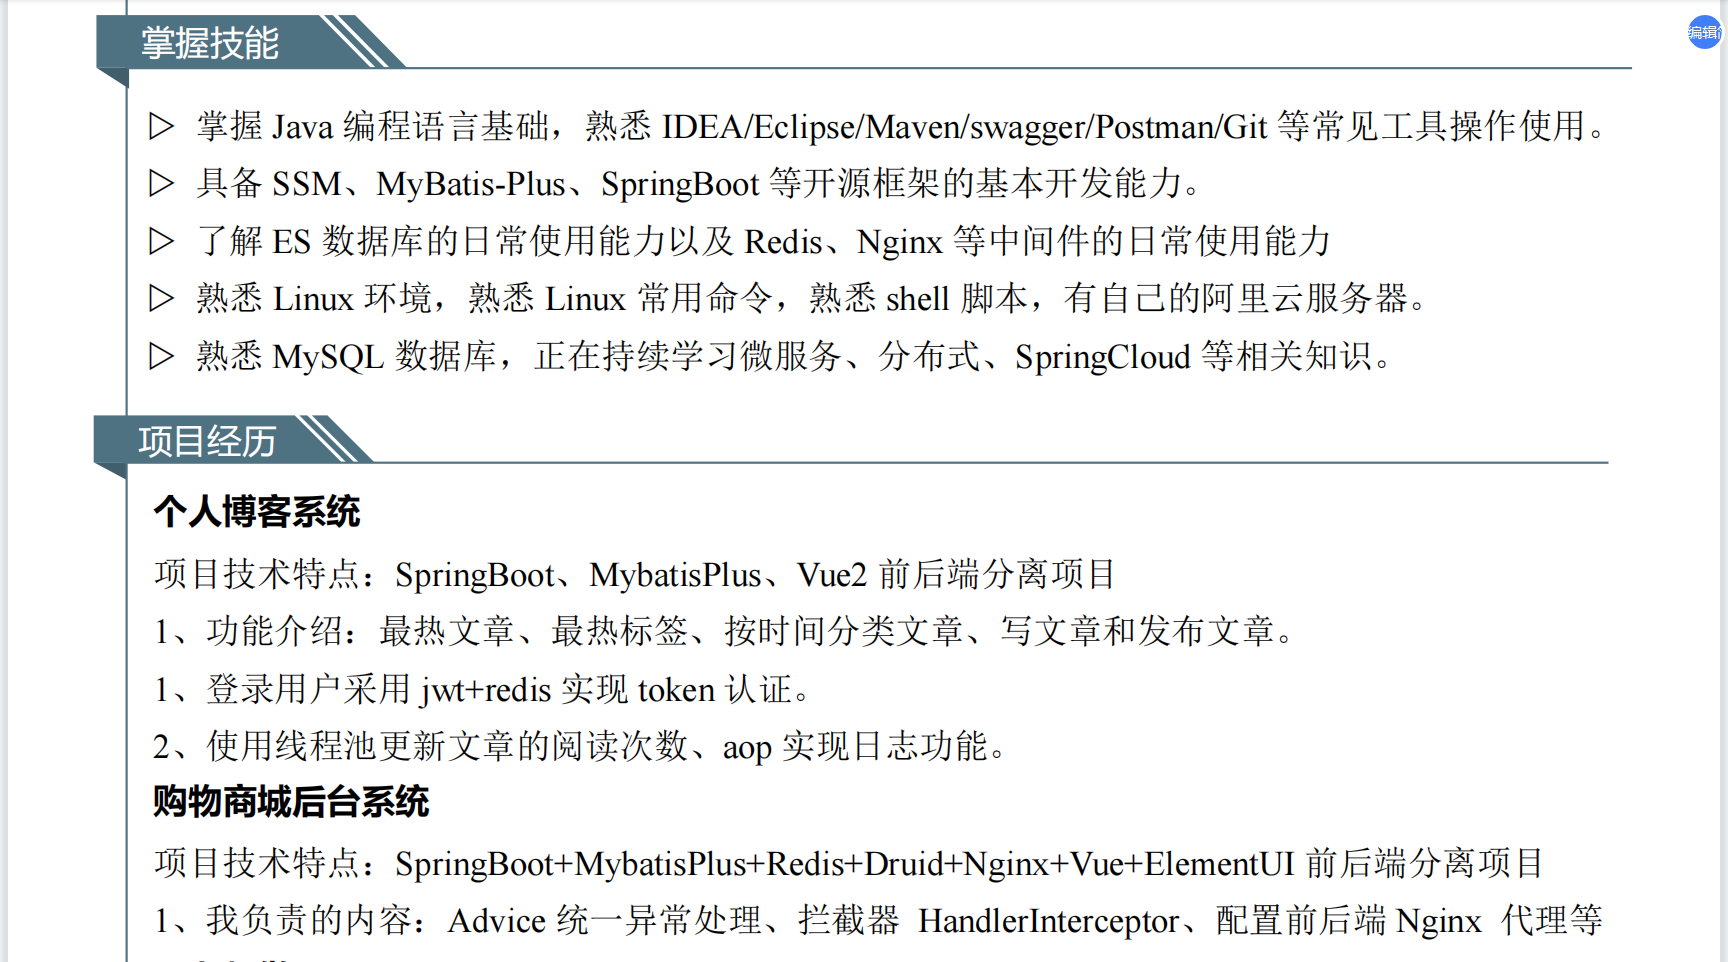 编辑
掌握技能
掌握 Java 编程语言基础，熟悉 IDEA/Eclipse/Maven/swagger/Postman/Git 等常见工具操作使用。
具备 SSM、MyBatis-Plus、SpringBoot 等开源框架的基本开发能力。
了解 ES 数据库的日常使用能力以及 Redis、Nginx 等中间件的日常使用能力
熟悉 Linux 环境，熟悉 Linux 常用命令，熟悉 shell 脚本，有自己的阿里云服务器。
熟悉 MySQL 数据库，正在持续学习微服务、分布式、SpringCloud 等相关知识。
项目经历
个人博客系统
项目技术特点：SpringBoot、MybatisPlus、Vue2 前后端分离项目
1、功能介绍：最热文章、最热标签、按时间分类文章、写文章和发布文章。
1、登录用户采用 jwt+redis 实现 token 认证。
2、使用线程池更新文章的阅读次数、aop 实现日志功能。
购物商城后台系统
项目技术特点：SpringBoot+MybatisPlus+Redis+Druid+Nginx+Vue+ElementUI 前后端分离项目
1、我负责的内容：Advice 统一异常处理、拦截器 HandlerInterceptor、配置前后端 Nginx 代理等